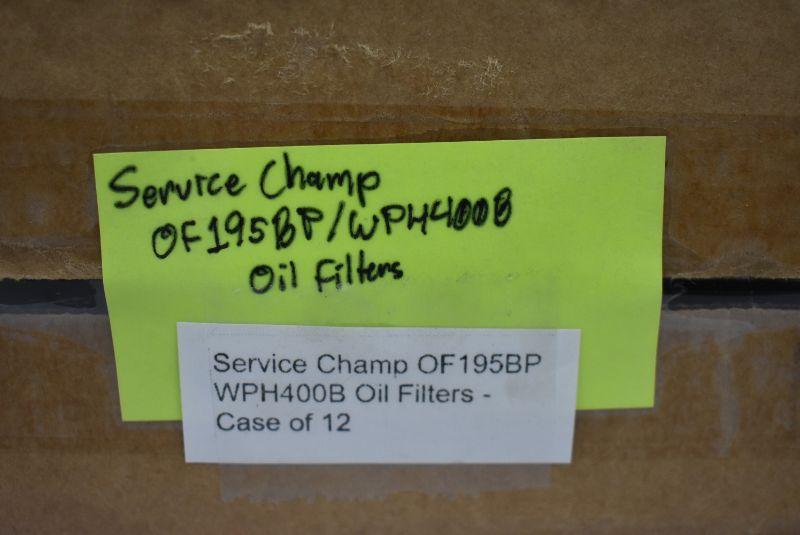 Service Champ
OF195BP/WPH400B
Oil Filters
Service Champ OF195BP
WPH400B Oil Filters -
Case of 12